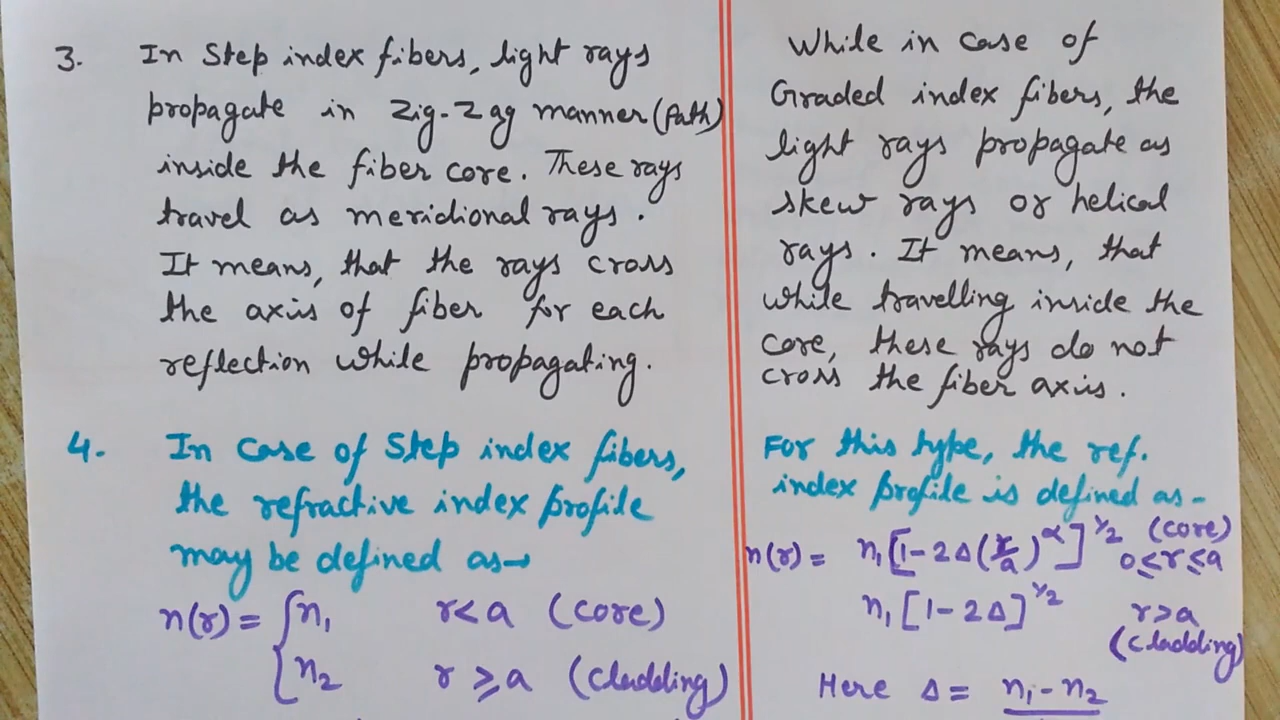 3. In Step index fibers, light rays
propagate in Zig-Zag manner (Path)
inside the fiber core. These rays
travel as meridional rays.
It means, that the rays cross
the axis of fiber for each
reflection while propagating.
4. In Case of Step index fibers,
the refractive index profile
may be defined as→
n(r) = { n₁ r<a (core)
n₂ r ⩾ a (cladding)
While in case of
Graded index fibers, the
light rays propagate as
skew rays or helical
rays. It means, that
while travelling inside the
core, these rays do not
cross the fiber axis.
For this type, the ref.
index profile is defined as-
n(r) = n₁[1-2Δ(r/a)^α]^1/2 (core)
0≤r≤a
n₁[1-2Δ]^1/2 r>a
(cladding)
Here Δ = n₁-n₂